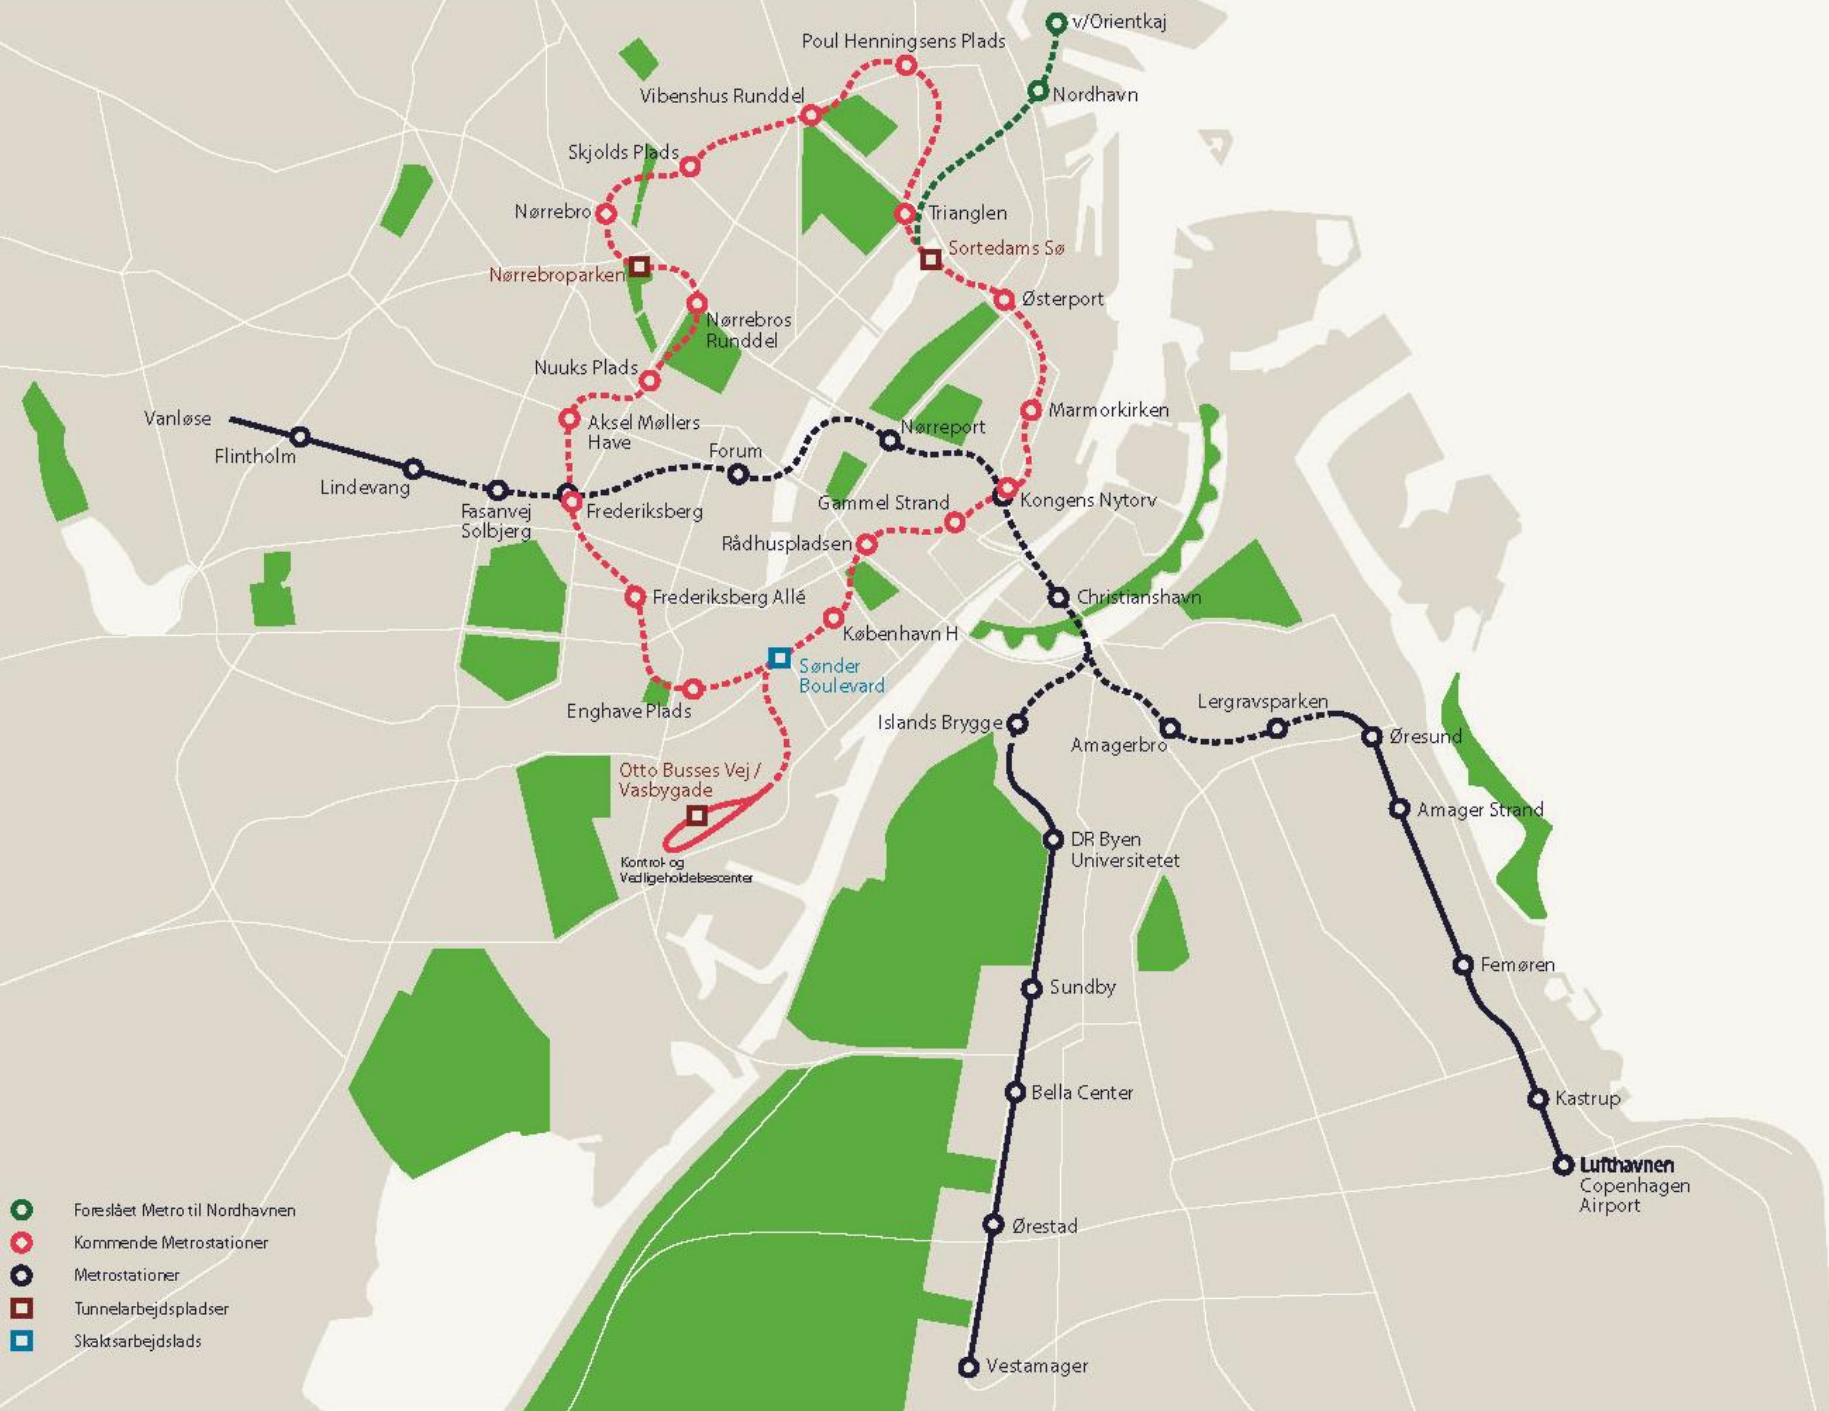 v/Orientkaj
Poul Henningsens Plads
Nordhavn
Vibenshus Runddel
Skjolds Plads
Nørrebro
Trianglen
Sortedams Sø
Nørrebroparken
Østerport
Nørrebros
Runddel
Nuuks Plads
Marmorkirken
Vanløse
Aksel Møllers
Have
Nørreport
Flintholm
Forum
Lindevang
Gammel Strand
Kongens Nytorv
Fasanvej
Solbjerg
Frederiksberg
Rådhuspladsen
Frederiksberg Allé
Christianshavn
København H
Sønder
Boulevard
Enghave Plads
Islands Brygge
Lergravsparken
Amagerbro
Øresund
Otto Busses Vej /
Vasbygade
Amager Strand
DR Byen
Universitetet
Kontrol- og
Vedligeholdelsescenter
Femøren
Sundby
Bella Center
Kastrup
Lufthavnen
Copenhagen
Airport
Ørestad
Vestamager
Foreslået Metro til Nordhavnen
Kommende Metrostationer
Metrostationer
Tunnelarbejdspladser
Skaktsarbejdslads